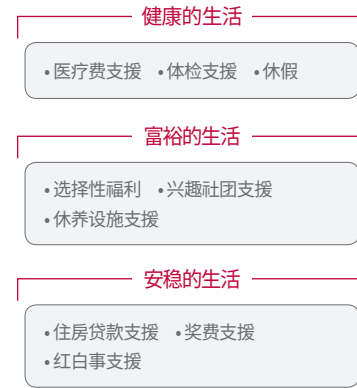 健康的生活
•医疗费支援 •体检支援 •休假
富裕的生活
•选择性福利 •兴趣社团支援
•休养设施支援
安稳的生活
•住房贷款支援 •奖费支援
•红白事支援